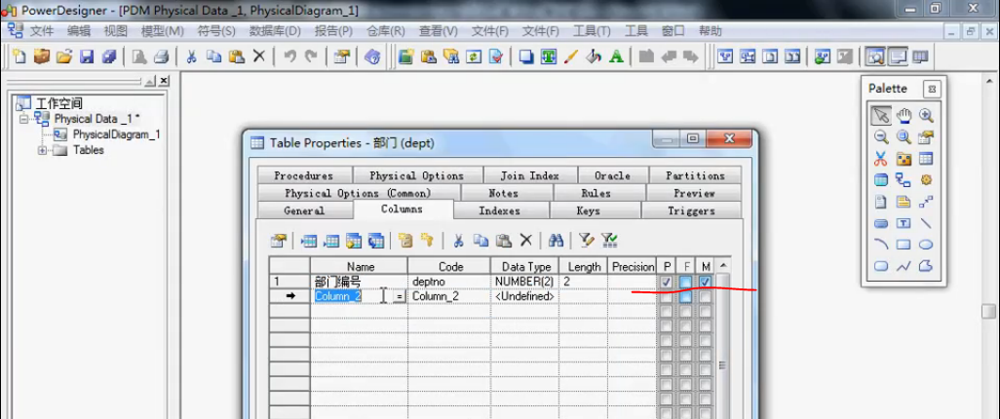 PowerDesigner - [PDM Physical Data _1, PhysicalDiagram_1]
文件 编辑 视图 模型(M) 符号(S) 数据库(D) 报告(P) 仓库(R) 查看(V) 文件(F) 文件(F) 工具(T) 工具 窗口 帮助
工作空间
Physical Data _1 *
PhysicalDiagram_1
Tables
Palette
Table Properties - 部门 (dept)
Procedures Physical Options Join Index Oracle Partitions
Physical Options (Common) Notes Rules Preview
General Columns Indexes Keys Triggers
Name Code Data Type Length Precision P F M
1 部门编号 deptno NUMBER(2) 2
Column_2 = Column_2 <Undefined>